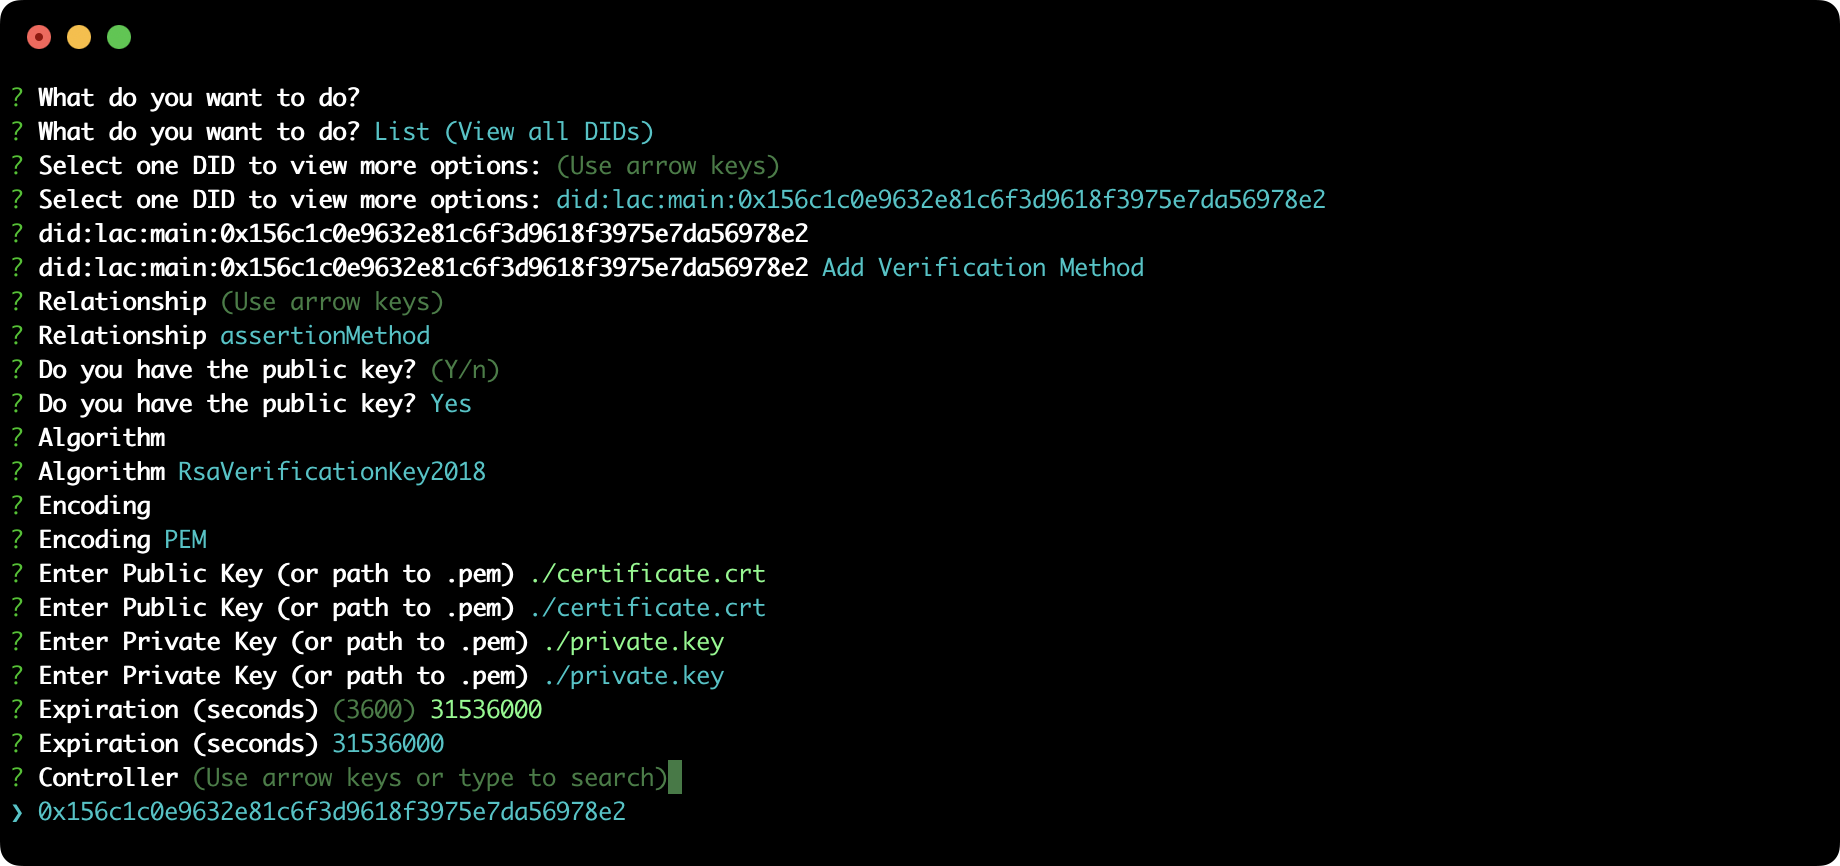 ? What do you want to do?
? What do you want to do? List (View all DIDs)
? Select one DID to view more options: (Use arrow keys)
? Select one DID to view more options: did:lac:main:0x156c1c0e9632e81c6f3d9618f3975e7da56978e2
? did:lac:main:0x156c1c0e9632e81c6f3d9618f3975e7da56978e2
? did:lac:main:0x156c1c0e9632e81c6f3d9618f3975e7da56978e2 Add Verification Method
? Relationship (Use arrow keys)
? Relationship assertionMethod
? Do you have the public key? (Y/n)
? Do you have the public key? Yes
? Algorithm
? Algorithm RsaVerificationKey2018
? Encoding
? Encoding PEM
? Enter Public Key (or path to .pem) ./certificate.crt
? Enter Public Key (or path to .pem) ./certificate.crt
? Enter Private Key (or path to .pem) ./private.key
? Enter Private Key (or path to .pem) ./private.key
? Expiration (seconds) (3600) 31536000
? Expiration (seconds) 31536000
? Controller (Use arrow keys or type to search)
❯ 0x156c1c0e9632e81c6f3d9618f3975e7da56978e2